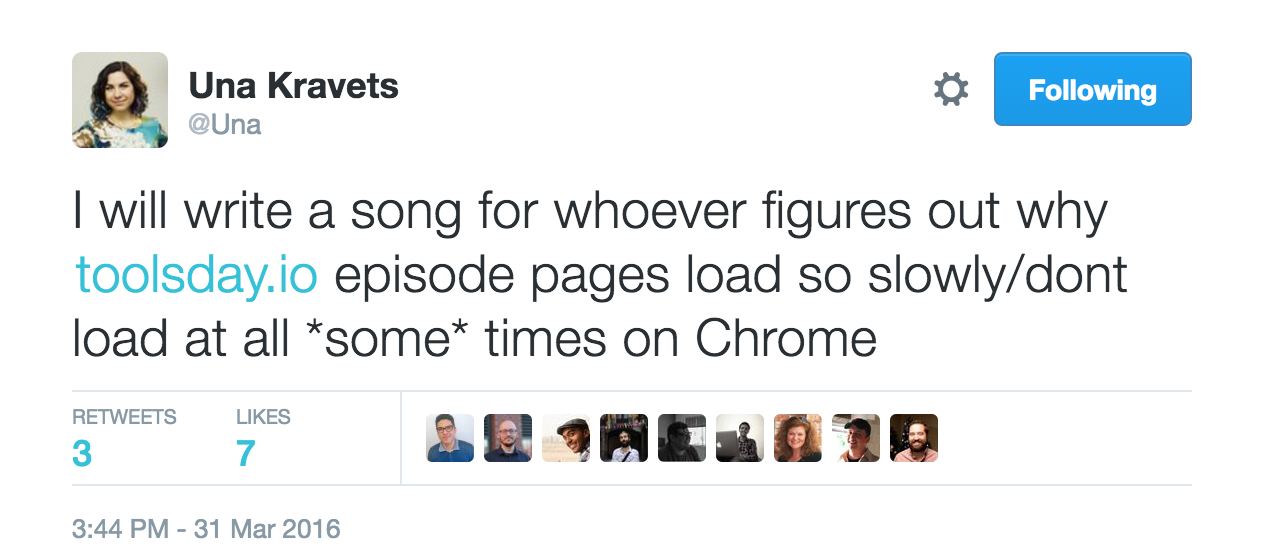 Una Kravets
@Una
Following
I will write a song for whoever figures out why
toolsday.io episode pages load so slowly/dont
load at all *some* times on Chrome
RETWEETS LIKES
3 7
3:44 PM - 31 Mar 2016